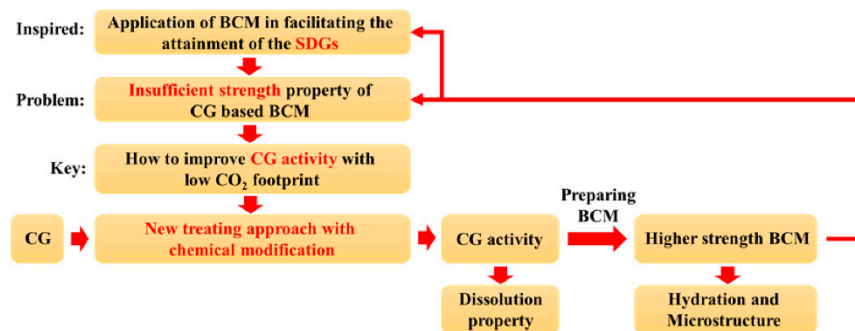 Inspired:
Application of BCM in facilitating the
attainment of the SDGs
Problem:
Insufficient strength property of
CG based BCM
Key:
How to improve CG activity with
low CO₂ footprint
CG
New treating approach with
chemical modification
CG activity
Preparing
BCM
Higher strength BCM
Dissolution
property
Hydration and
Microstructure